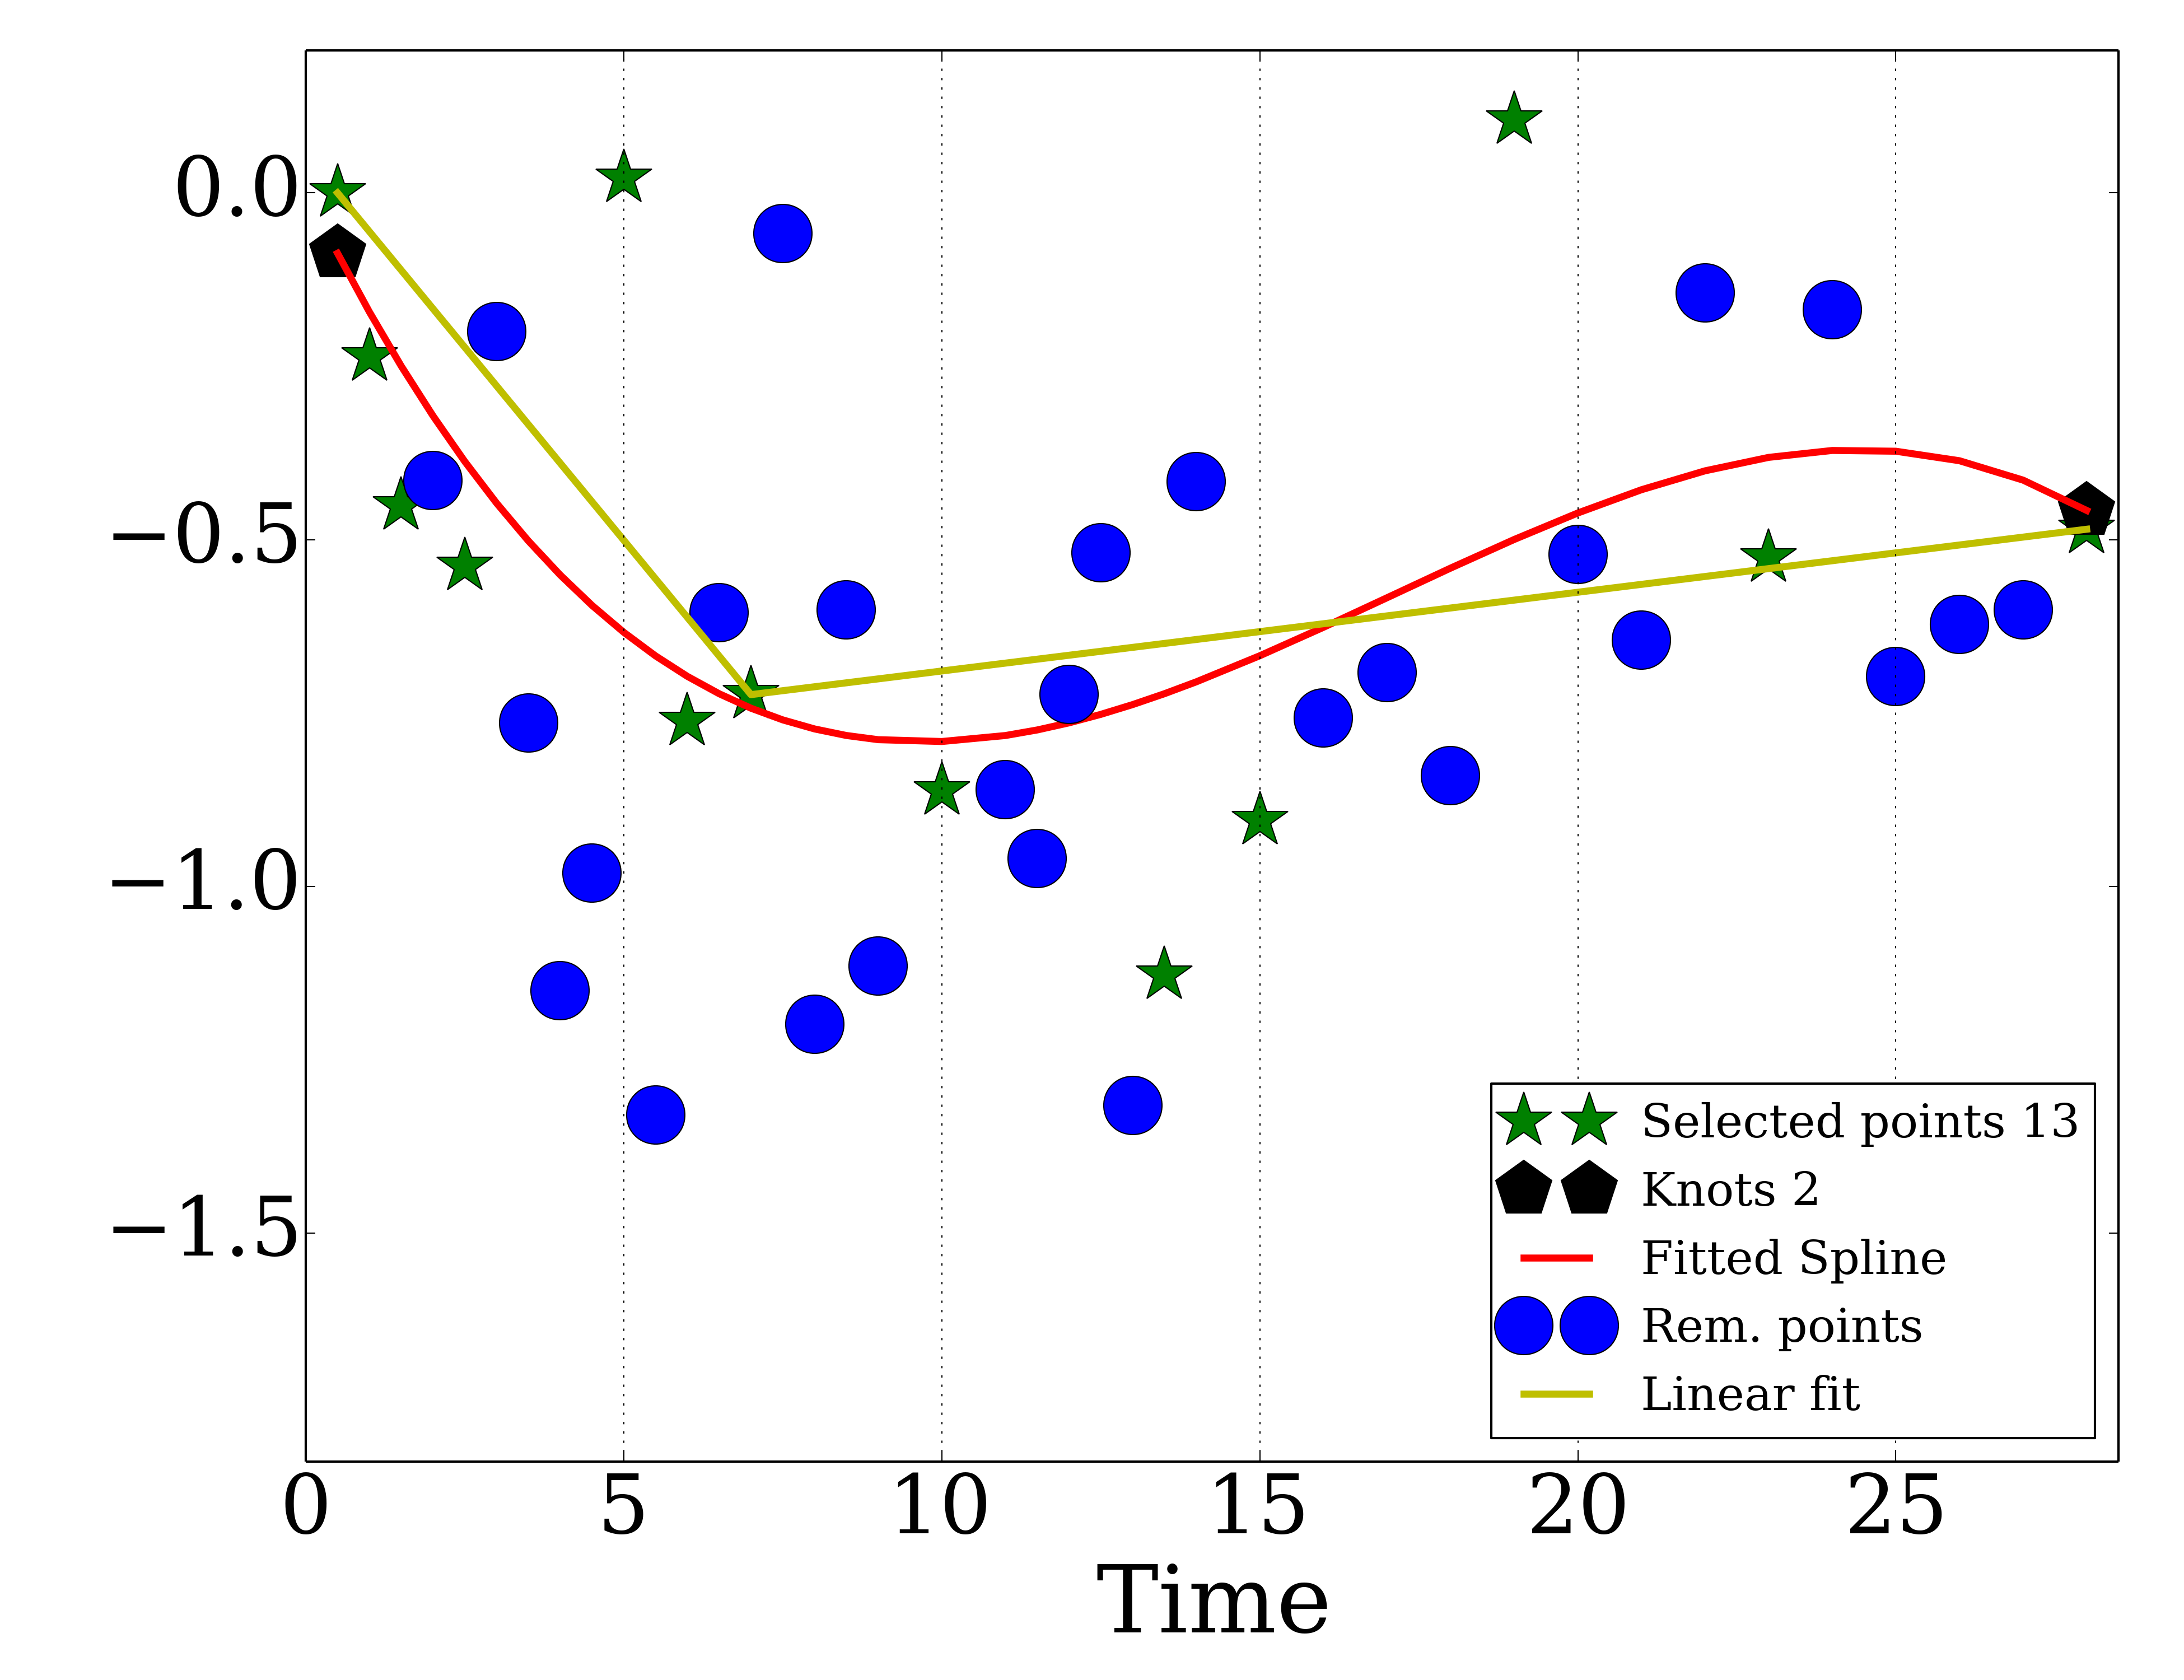 0.0
−0.5
−1.0
−1.5
Selected points 13
Knots 2
Fitted Spline
Rem. points
Linear fit
0 5 10 15 20 25
Time